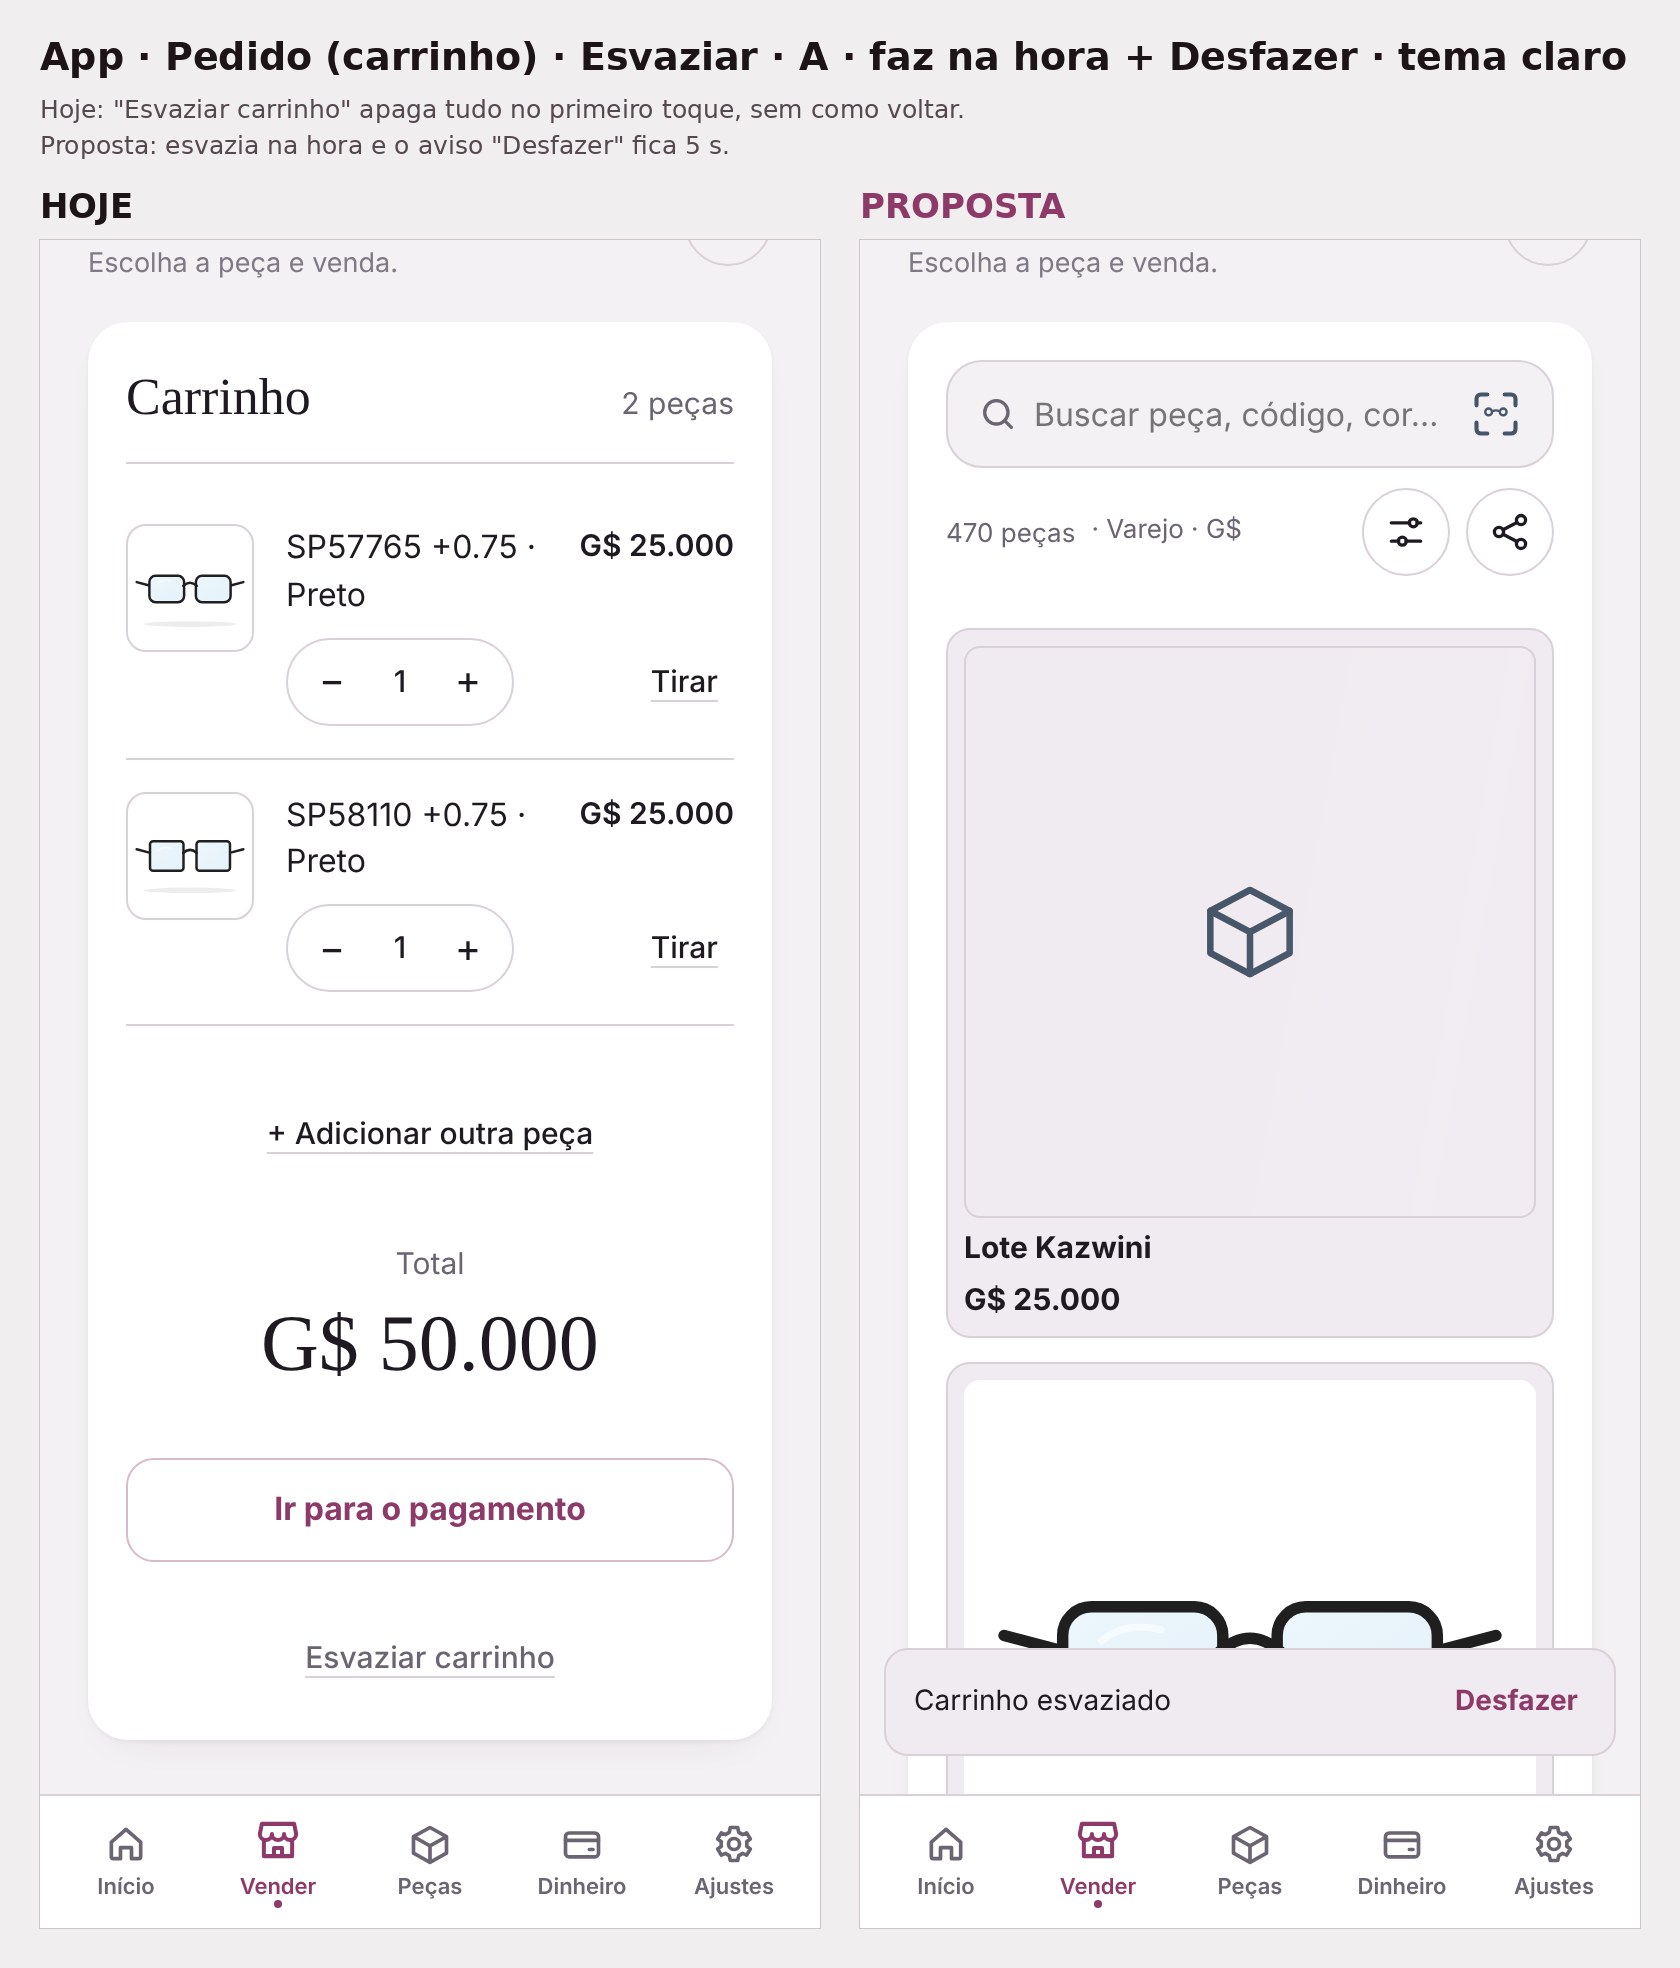 App · Pedido (carrinho) · Esvaziar · A · faz na hora + Desfazer · tema claro
Hoje: "Esvaziar carrinho" apaga tudo no primeiro toque, sem como voltar.
Proposta: esvazia na hora e o aviso "Desfazer" fica 5 s.
HOJE
Escolha a peça e venda.
Carrinho
2 peças
SP57765 +0.75 ·
Preto
G$ 25.000
− 1 +
Tirar
SP58110 +0.75 ·
Preto
G$ 25.000
− 1 +
Tirar
+ Adicionar outra peça
Total
G$ 50.000
Ir para o pagamento
Esvaziar carrinho
Início
Vender
Peças
Dinheiro
Ajustes
PROPOSTA
Escolha a peça e venda.
Buscar peça, código, cor...
470 peças · Varejo · G$
Lote Kazwini
G$ 25.000
Carrinho esvaziado
Desfazer
Início
Vender
Peças
Dinheiro
Ajustes